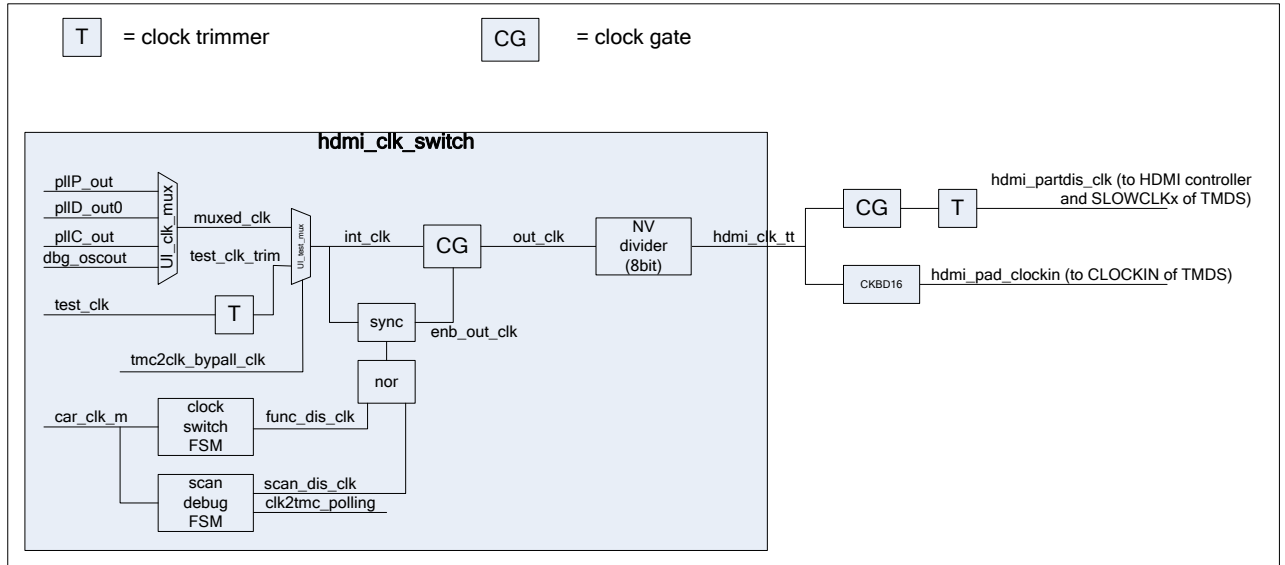 T = clock trimmer CG = clock gate
hdmi_clk_switch
pllP_out
pllD_out0
pllC_out
dbg_oscout
UI_clk_mux
muxed_clk
test_clk_trim
UI_test_mux
int_clk
CG
out_clk
NV
divider
(8bit)
hdmi_clk_tt
CG
T
hdmi_partdis_clk (to HDMI controller
and SLOWCLKx of TMDS)
CKBD16
hdmi_pad_clockin (to CLOCKIN of TMDS)
test_clk
T
sync
enb_out_clk
tmc2clk_bypall_clk
nor
car_clk_m
clock
switch
FSM
func_dis_clk
scan
debug
FSM
scan_dis_clk
clk2tmc_polling